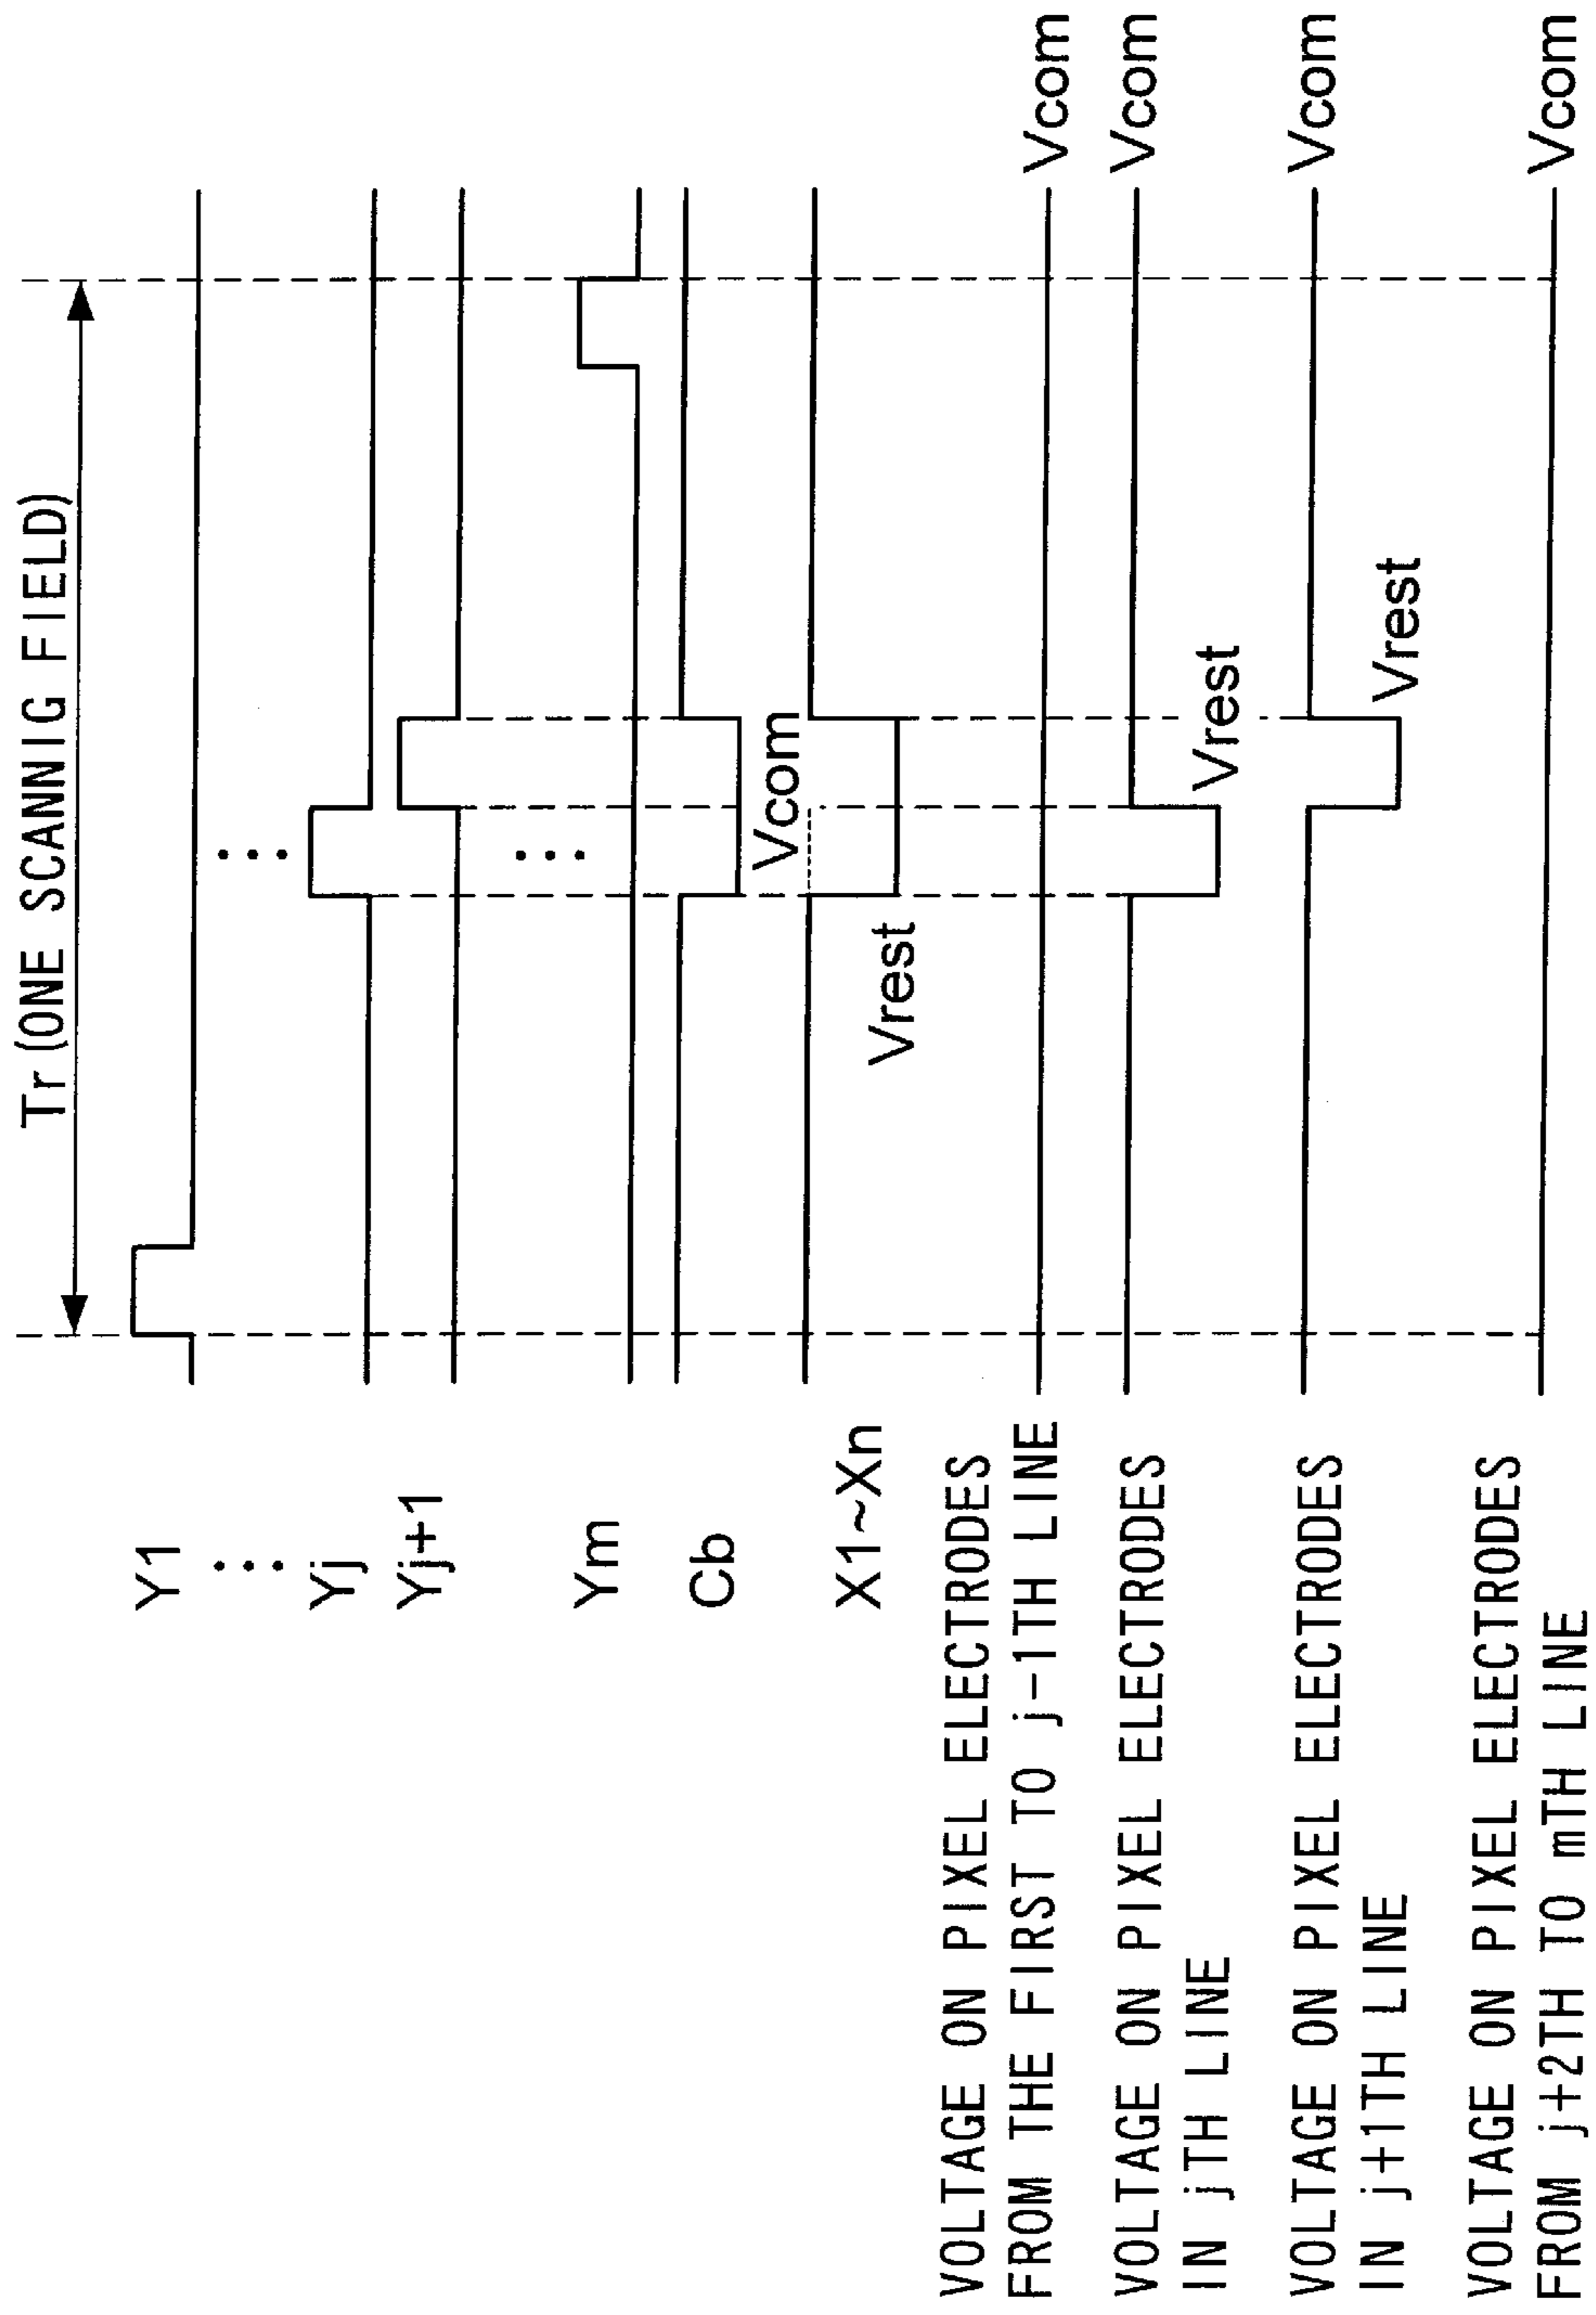 Tr(ONE SCANNIG FIELD)
Y1
Yj
Yj+1
Ym
Cb
Vcom
X1~Xn
Vrest
VOLTAGE ON PIXEL ELECTRODES
FROM THE FIRST TO j-1TH LINE
Vcom
VOLTAGE ON PIXEL ELECTRODES
IN jTH LINE
Vcom
Vrest
VOLTAGE ON PIXEL ELECTRODES
IN j+1TH LINE
Vcom
Vrest
VOLTAGE ON PIXEL ELECTRODES
FROM j+2TH TO mTH LINE
Vcom